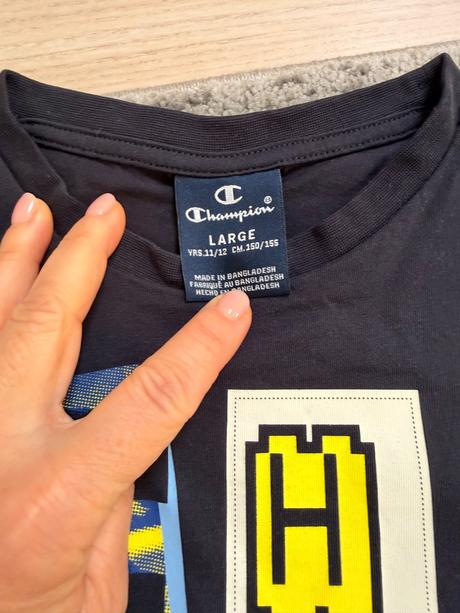 Champion®
LARGE
YRS.11/12 CM.150/155
MADE IN BANGLADESH
FABRIQUÉ AU BANGLADESH
HECHO EN BANGLADESH
H